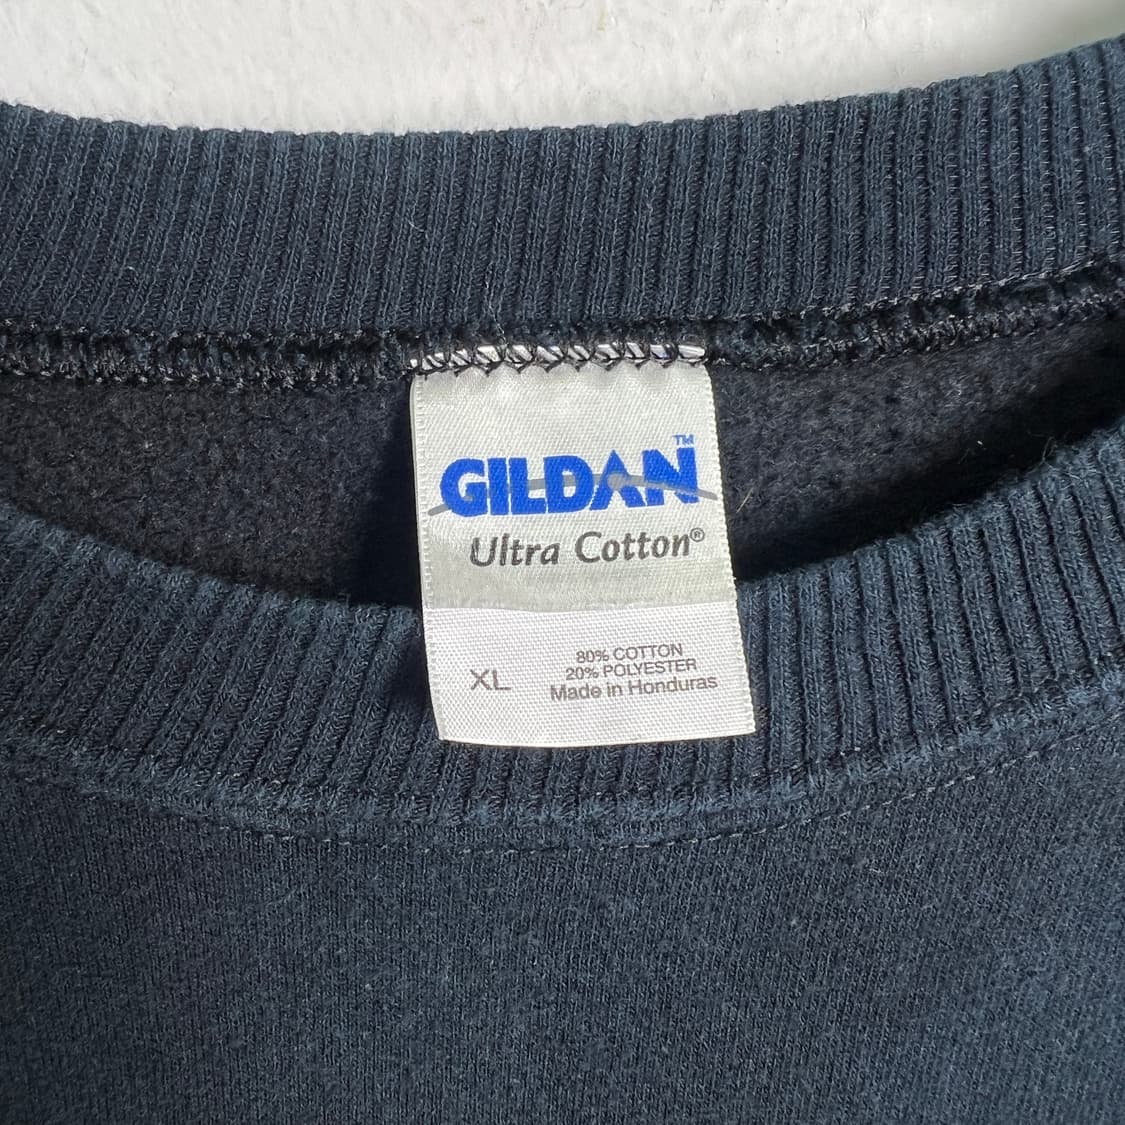 GILDAN™
Ultra Cotton®
XL
80% COTTON
20% POLYESTER
Made in Honduras